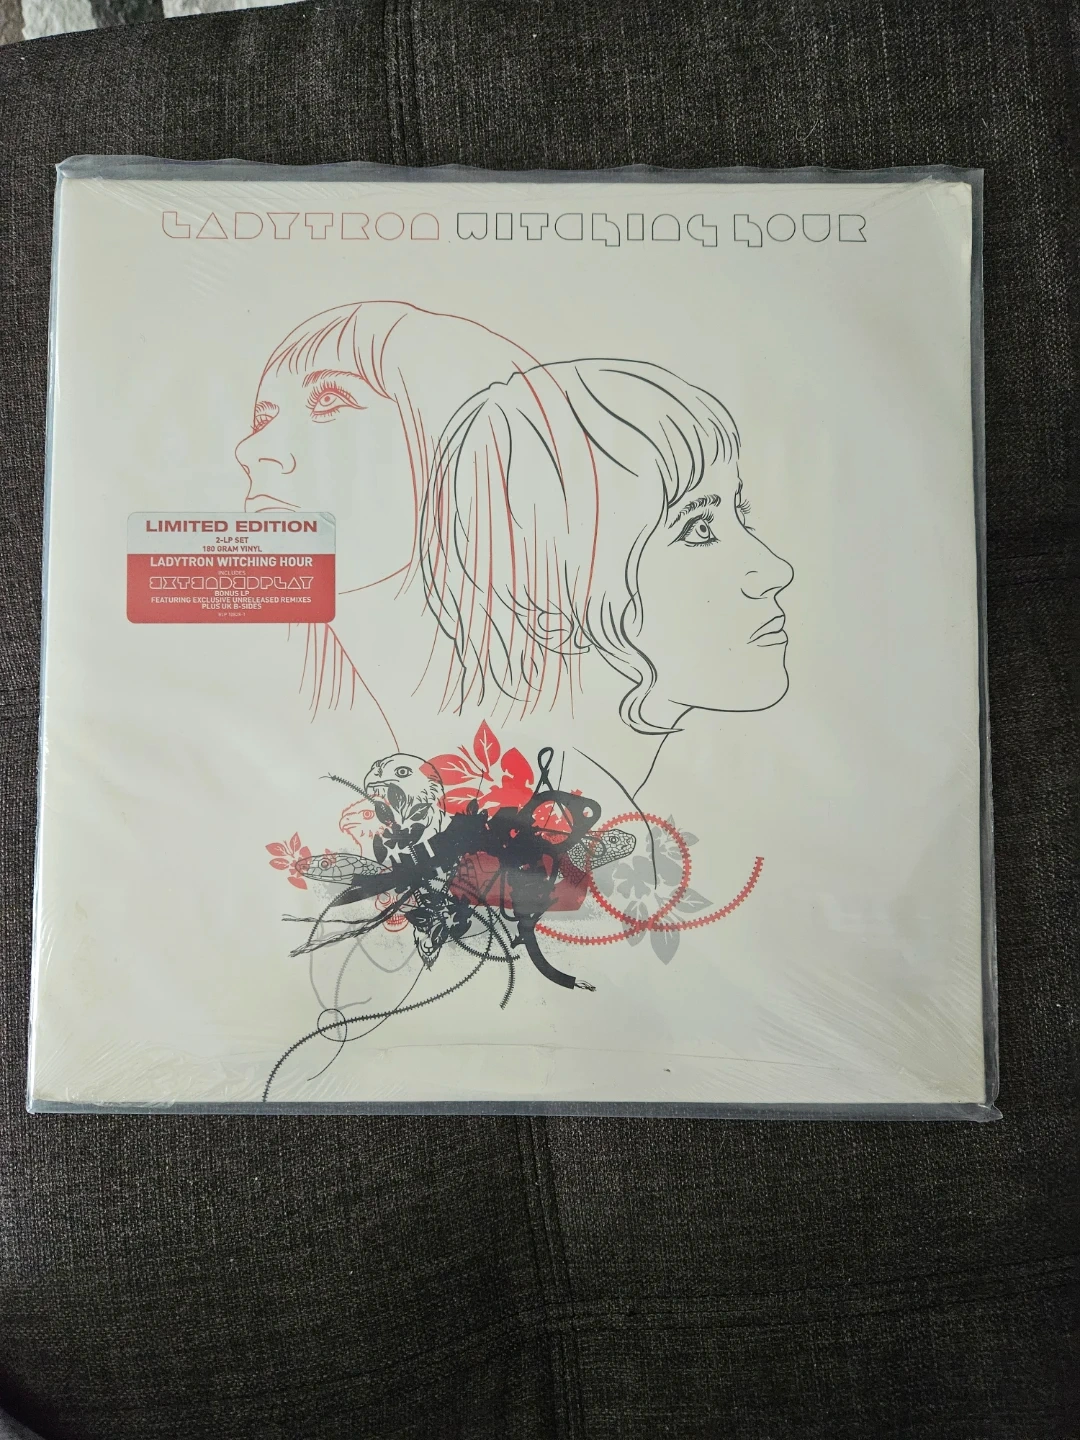 LADYTRON WITCHING HOUR
LIMITED EDITION
2-LP SET
180 GRAM VINYL
LADYTRON WITCHING HOUR
INCLUDES
EXTENDEDPLAY
BONUS LP
FEATURING EXCLUSIVE UNRELEASED REMIXES
PLUS UK B-SIDES